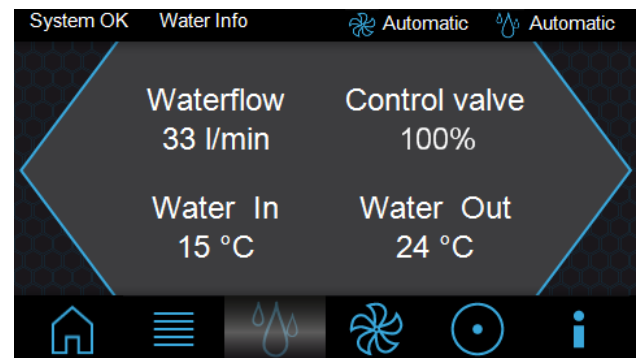 System OK Water Info Automatic Automatic
Waterflow Control valve
33 l/min 100%
Water In Water Out
15 °C 24 °C